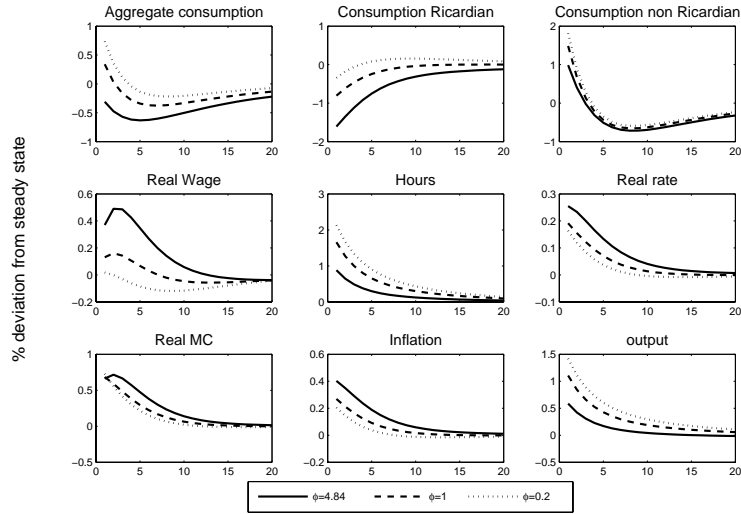 Aggregate consumption Consumption Ricardian Consumption non Ricardian
1 1 2
0.5 0 1
0 −1 0
−0.5
−1 −2 −1
0 5 10 15 20 0 5 10 15 20 0 5 10 15 20
% deviation from steady state
Real Wage Hours Real rate
0.6 3 0.3
0.4 2 0.2
0.2 0.1
0 1 0
−0.2 0 −0.1
0 5 10 15 20 0 5 10 15 20 0 5 10 15 20
Real MC Inflation output
1 0.6 1.5
0.5 0.4 1
0.2 0.5
0 0 0
−0.5 −0.2 −0.5
0 5 10 15 20 0 5 10 15 20 0 5 10 15 20
ϕ=4.84 ϕ=1 ϕ=0.2